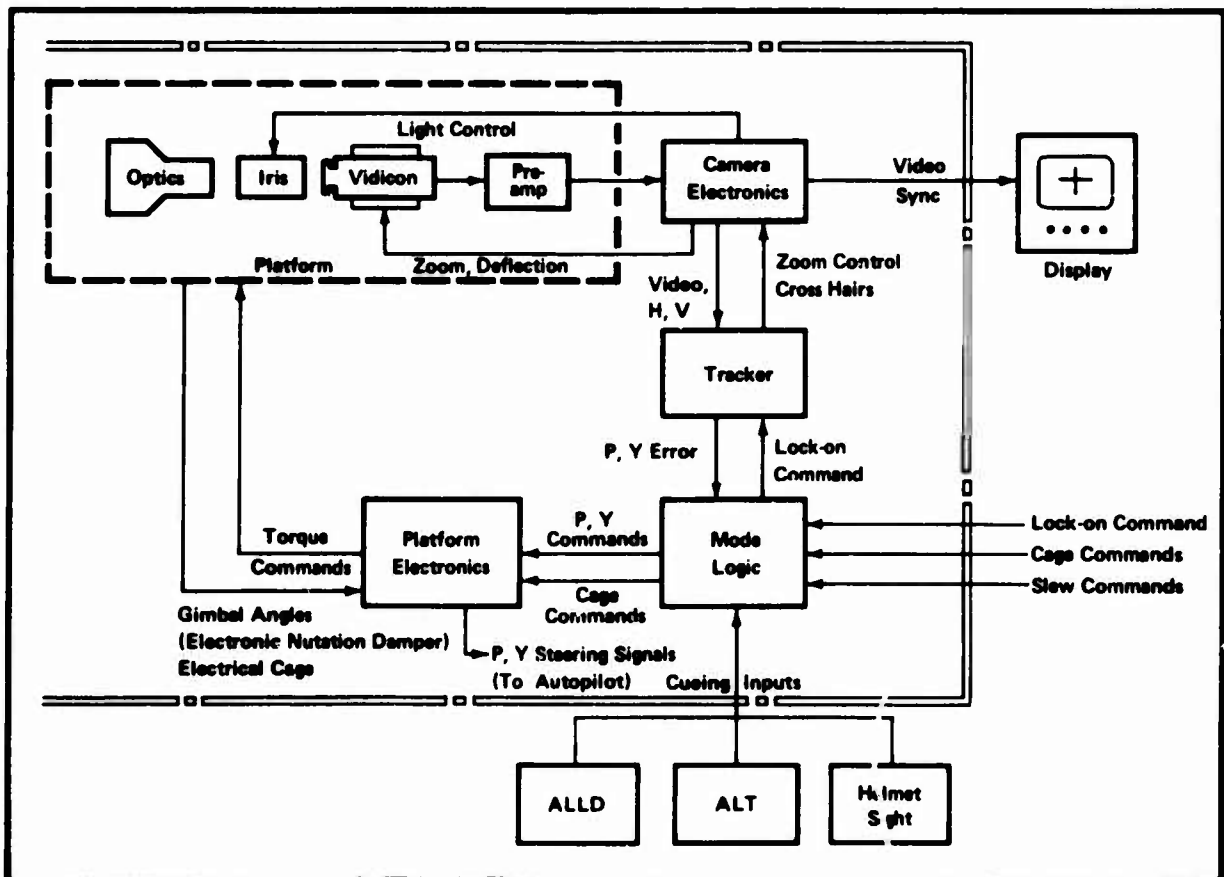 Light Control
Optics
Iris
Vidicon
Pre-
amp
Camera
Electronics
Video
Sync
Display
Platform
Zoom, Deflection
Video,
H, V
Zoom Control
Cross Hairs
Tracker
P, Y Error
Lock-on
Command
Torque
Commands
Platform
Electronics
P, Y
Commands
Cage
Commands
Mode
Logic
Lock-on Command
Cage Commands
Slew Commands
Gimbal Angles
(Electronic Nutation Damper)
Electrical Cage
P, Y Steering Signals
(To Autopilot)
Cueing Inputs
ALLD
ALT
Helmet
Sight